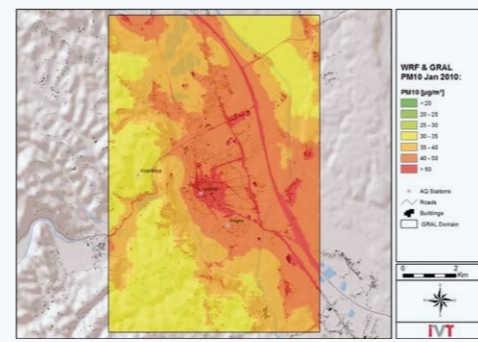 WRF & GRAL
PM10 Jan 2010:
PM10 [µg/m³]
< 20
20 - 25
25 - 30
30 - 35
35 - 40
40 - 50
> 50
AQ Stations
Roads
Buildings
GRAL Domain
0 2
Km
iVT